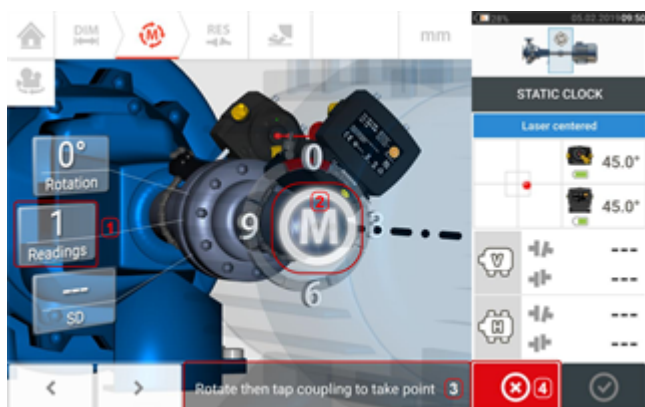 DIM
M
RES
mm
28%
05.02.2019 09:50
STATIC CLOCK
Laser centered
45.0°
45.0°
0°
Rotation
1
Readings
1
---
SD
0
2
M
3
6
9
V
---
---
H
---
---
Rotate then tap coupling to take point
3
4